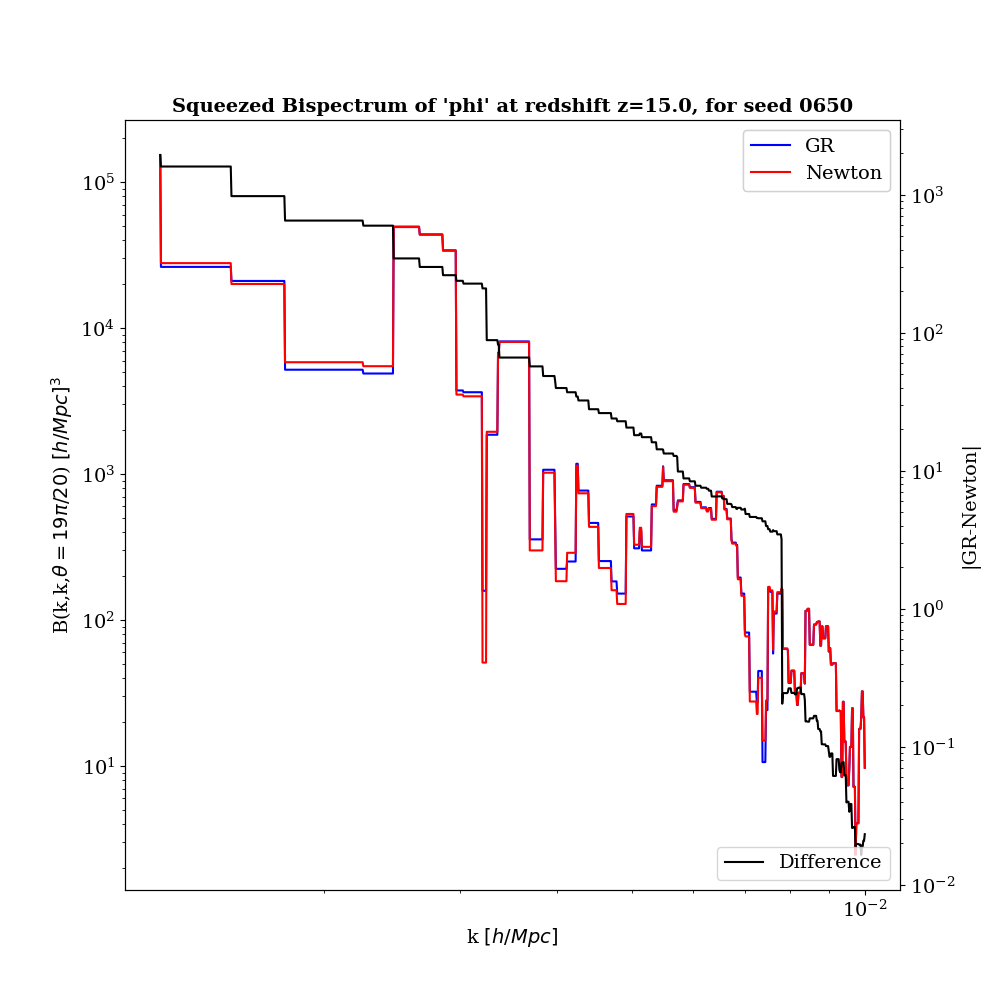 Squeezed Bispectrum of 'phi' at redshift z=15.0, for seed 0650
GR
Newton
10^5
10^4
10^3
10^2
10^1
B(k,k,θ = 19π/20) [h/Mpc]^3
10^3
10^2
10^1
10^0
10^−1
10^−2
|GR-Newton|
Difference
10^−2
k [h/Mpc]